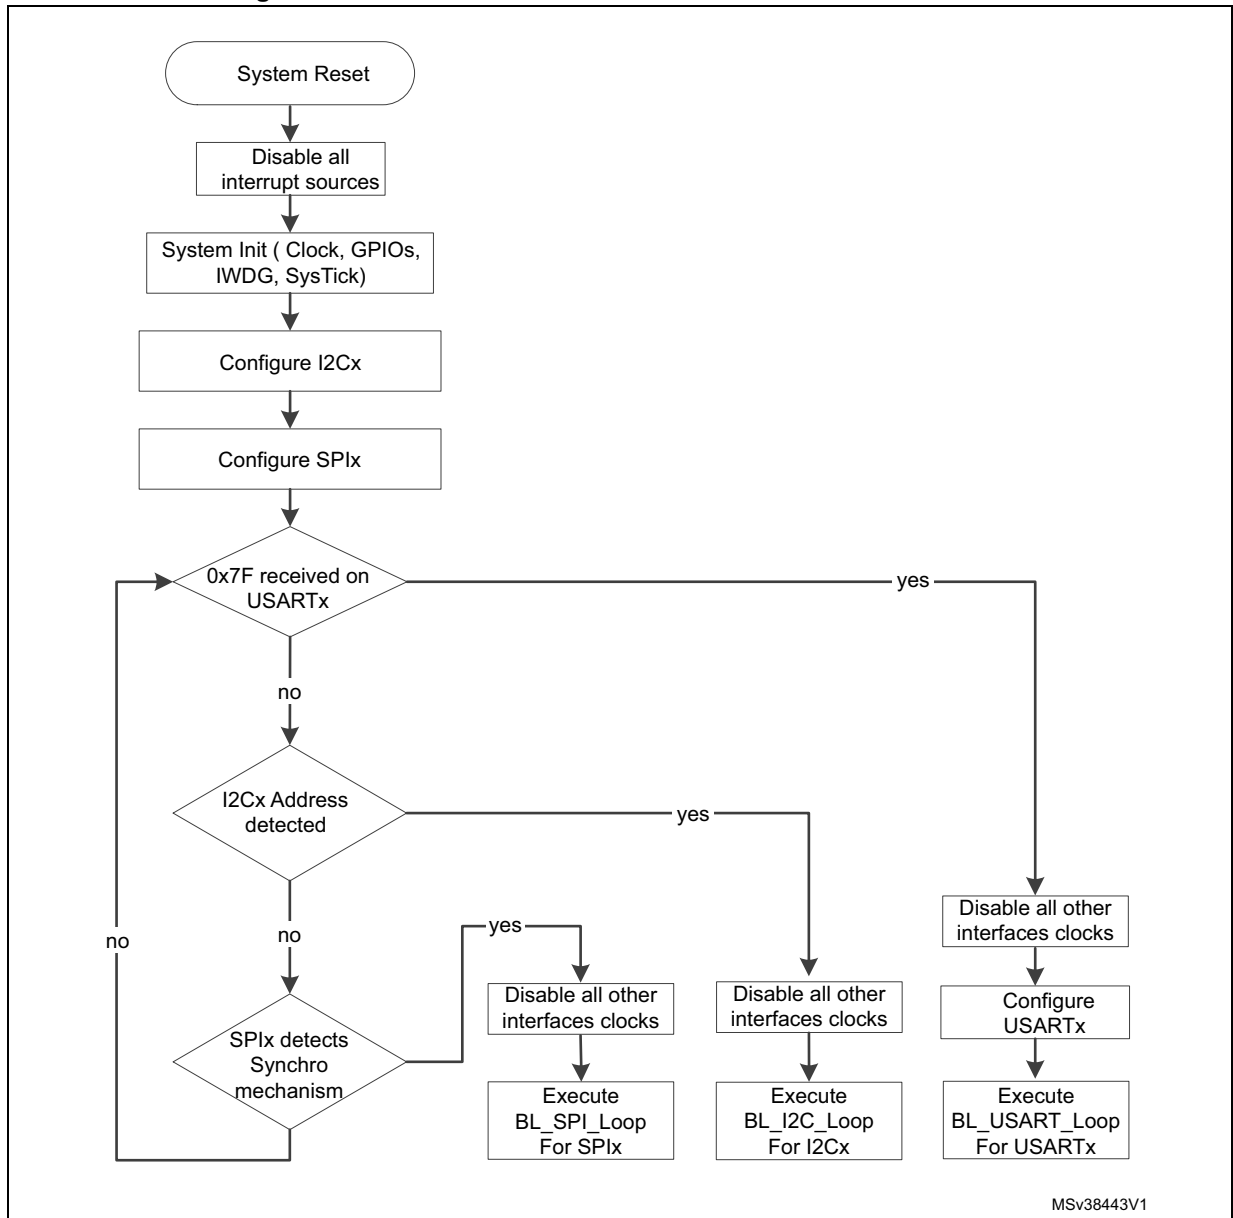 System Reset
Disable all
interrupt sources
System Init ( Clock, GPIOs,
IWDG, SysTick)
Configure I2Cx
Configure SPIx
0x7F received on
USARTx
yes
no
I2Cx Address
detected
yes
no
no
SPIx detects
Synchro
mechanism
yes
Disable all other
interfaces clocks
Execute
BL_SPI_Loop
For SPIx
Disable all other
interfaces clocks
Execute
BL_I2C_Loop
For I2Cx
Disable all other
interfaces clocks
Configure
USARTx
Execute
BL_USART_Loop
For USARTx
MSv38443V1